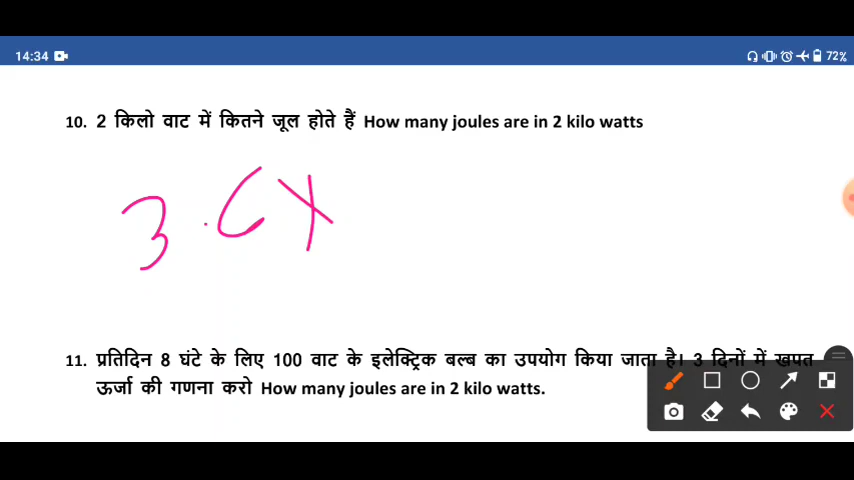 14:34 72%
10. 2 किलो वाट में कितने जूल होते हैं How many joules are in 2 kilo watts
3.6x
11. प्रतिदिन 8 घंटे के लिए 100 वाट के इलेक्ट्रिक बल्ब का उपयोग किया जाता है। 3 दिनों में खपत
ऊर्जा की गणना करो How many joules are in 2 kilo watts.